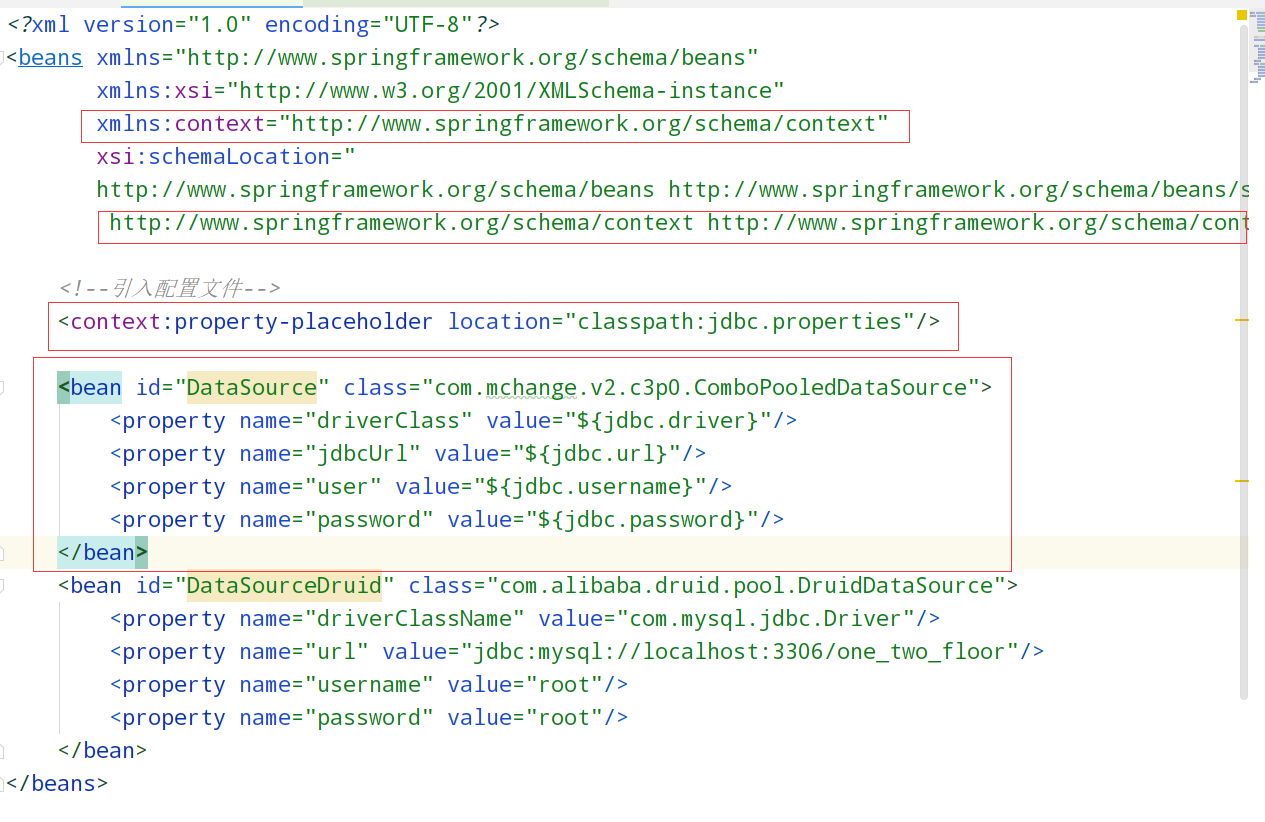 <?xml version="1.0" encoding="UTF-8"?>
<beans xmlns="http://www.springframework.org/schema/beans"
xmlns:xsi="http://www.w3.org/2001/XMLSchema-instance"
xmlns:context="http://www.springframework.org/schema/context"
xsi:schemaLocation="
http://www.springframework.org/schema/beans http://www.springframework.org/schema/beans/s
http://www.springframework.org/schema/context http://www.springframework.org/schema/cont
<!--引入配置文件-->
<context:property-placeholder location="classpath:jdbc.properties"/>
<bean id="DataSource" class="com.mchange.v2.c3p0.ComboPooledDataSource">
<property name="driverClass" value="${jdbc.driver}"/>
<property name="jdbcUrl" value="${jdbc.url}"/>
<property name="user" value="${jdbc.username}"/>
<property name="password" value="${jdbc.password}"/>
</bean>
<bean id="DataSourceDruid" class="com.alibaba.druid.pool.DruidDataSource">
<property name="driverClassName" value="com.mysql.jdbc.Driver"/>
<property name="url" value="jdbc:mysql://localhost:3306/one_two_floor"/>
<property name="username" value="root"/>
<property name="password" value="root"/>
</bean>
</beans>